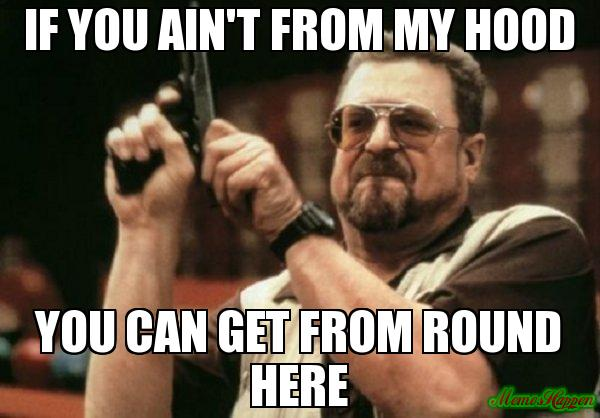 IF YOU AIN'T FROM MY HOOD
YOU CAN GET FROM ROUND
HERE
MemesHappen